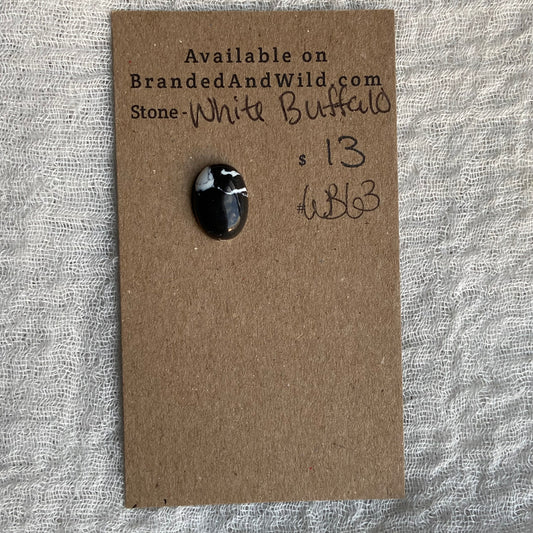 Available on
BrandedAndWild.com
Stone - White Buffalo
$ 13
#WB63